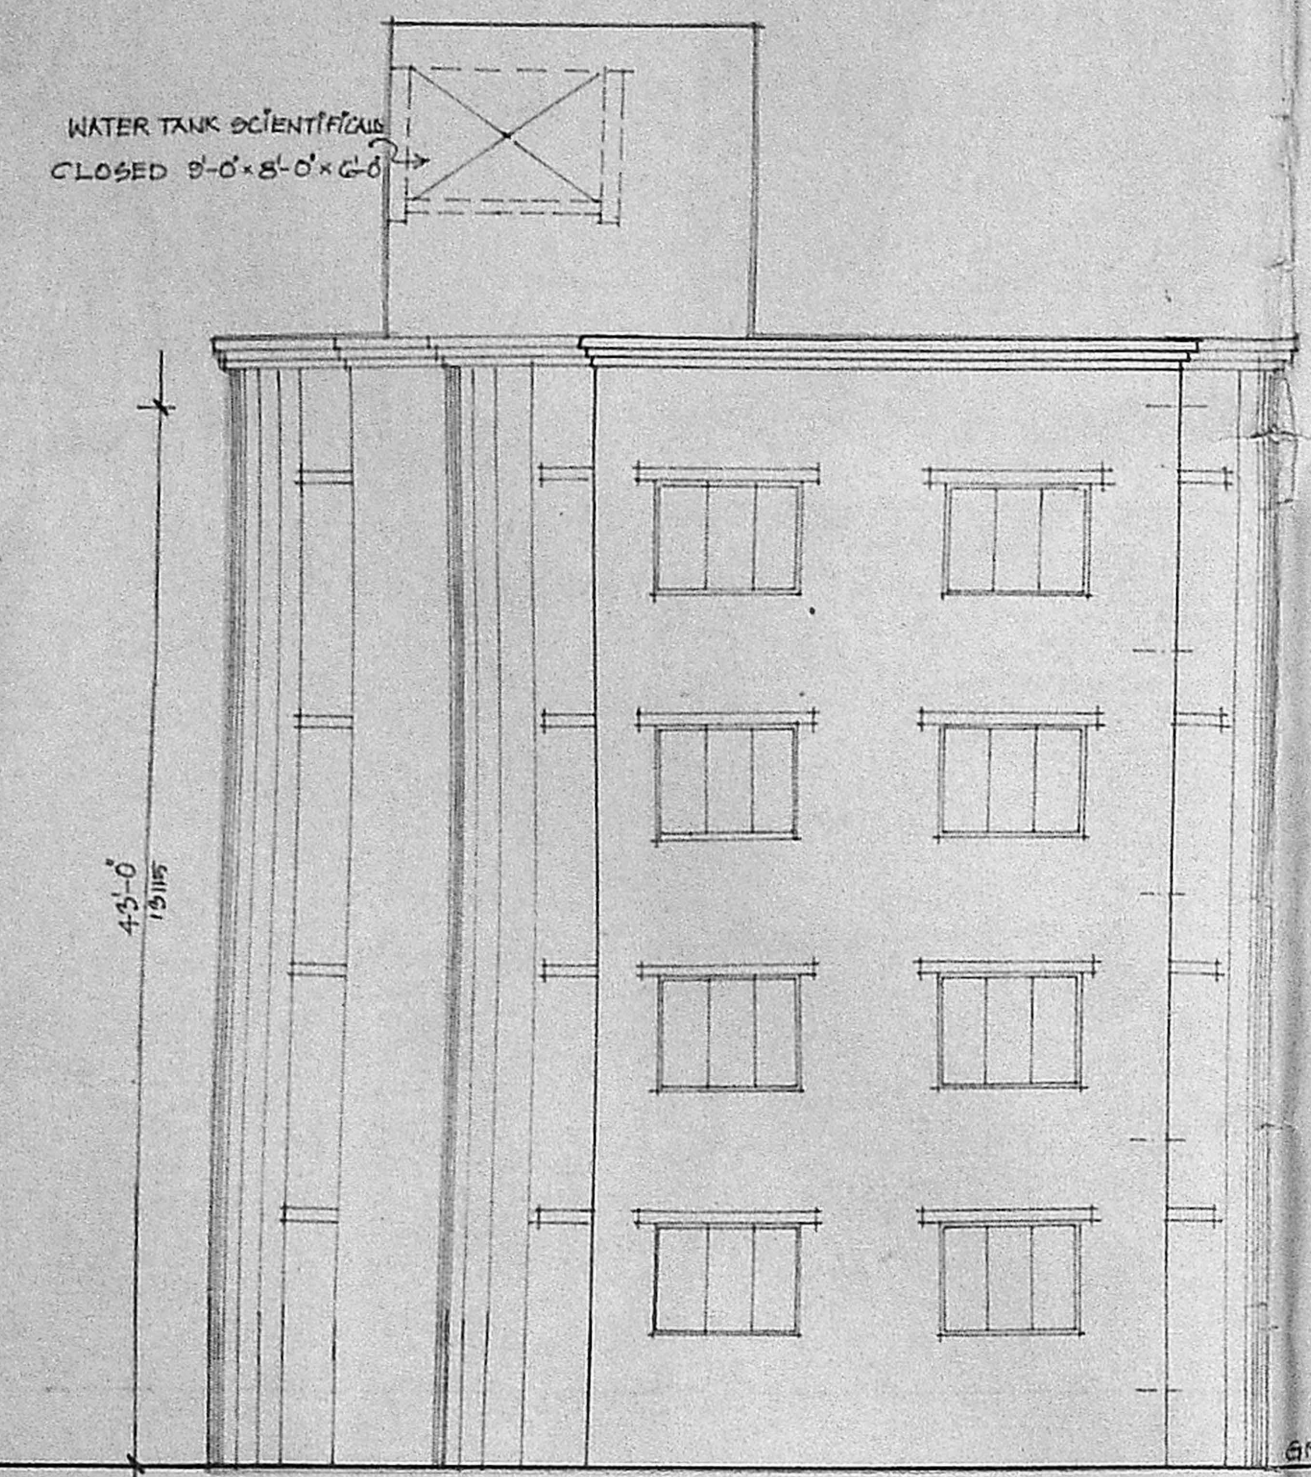 WATER TANK SCIENTIFICALLY
CLOSED 9'-0" × 8'-0" × 6'-0"
43'-0"
13115